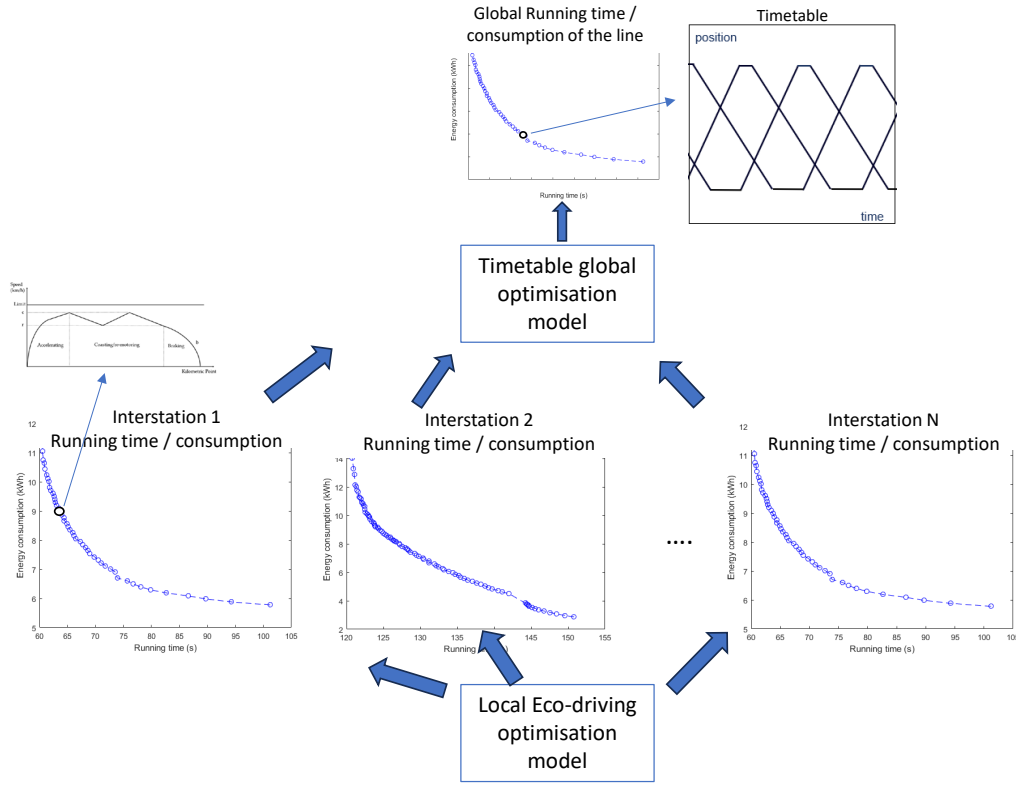 Global Running time /
consumption of the line
Timetable
Energy consumption (kWh)
Running time (s)
position
time
Timetable global
optimisation
model
Speed
(km/h)
Limit
c
r
Accelerating
Coasting/remotoring
Braking
b
Kilometric Point
Interstation 1
Running time / consumption
Energy consumption (kWh)
12
11
10
9
8
7
6
5
60 65 70 75 80 85 90 95 100 105
Running time (s)
Interstation 2
Running time / consumption
Energy consumption (kWh)
14
12
10
8
6
4
2
120 125 130 135 140 145 150 155
Running
(s)
....
Interstation N
Running time / consumption
Energy consumption (kWh)
12
11
10
9
8
7
6
5
60 65 70 75 80 85 90 95 100 105
Running time (s)
Local Eco-driving
optimisation
model